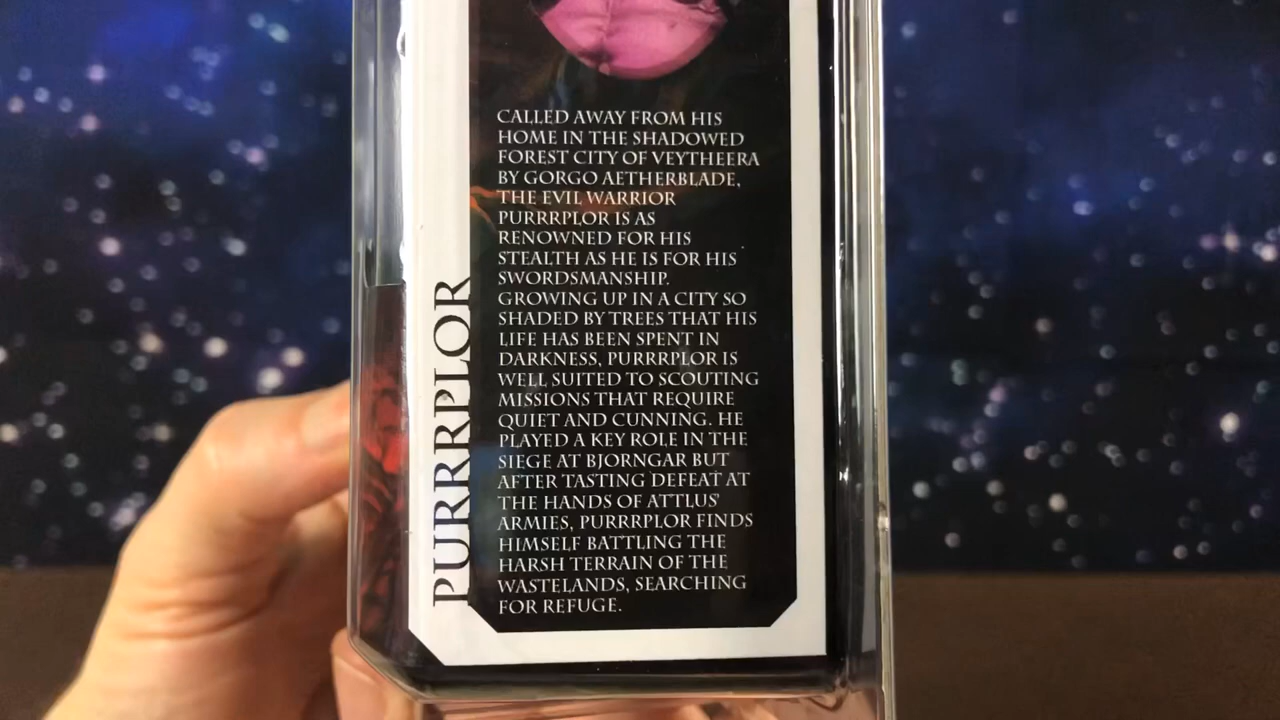 CALLED AWAY FROM HIS
HOME IN THE SHADOWED
FOREST CITY OF VEYTHEERA
BY GORGO AETHERBLADE,
THE EVIL WARRIOR
PURRRPLOR IS AS
RENOWNED FOR HIS
STEALTH AS HE IS FOR HIS
SWORDSMANSHIP.
GROWING UP IN A CITY SO
SHADED BY TREES THAT HIS
LIFE HAS BEEN SPENT IN
DARKNESS, PURRRPLOR IS
WELL SUITED TO SCOUTING
MISSIONS THAT REQUIRE
QUIET AND CUNNING. HE
PLAYED A KEY ROLE IN THE
SIEGE AT BJORNGAR BUT
AFTER TASTING DEFEAT AT
THE HANDS OF ATTLUS'
ARMIES, PURRRPLOR FINDS
HIMSELF BATTLING THE
HARSH TERRAIN OF THE
WASTELANDS, SEARCHING
FOR REFUGE.
PURRRPLOR